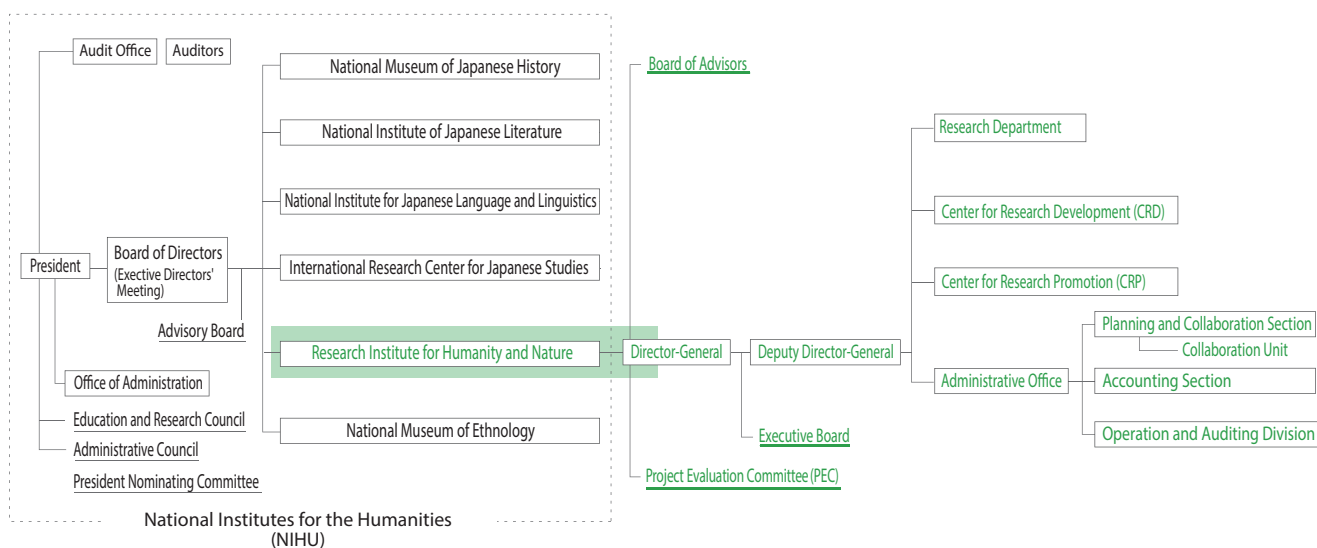 Audit Office
Auditors
National Museum of Japanese History
National Institute of Japanese Literature
National Institute for Japanese Language and Linguistics
President
Board of Directors
(Exective Directors'
Meeting)
International Research Center for Japanese Studies
Advisory Board
Research Institute for Humanity and Nature
Office of Administration
Education and Research Council
National Museum of Ethnology
Administrative Council
President Nominating Committee
National Institutes for the Humanities
(NIHU)
Board of Advisors
Director-General
Deputy Director-General
Executive Board
Project Evaluation Committee (PEC)
Research Department
Center for Research Development (CRD)
Center for Research Promotion (CRP)
Administrative Office
Planning and Collaboration Section
Collaboration Unit
Accounting Section
Operation and Auditing Division